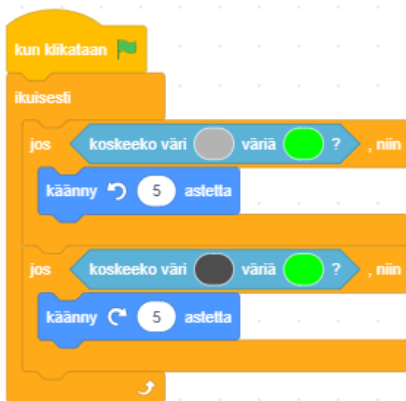 kun klikataan
ikuisesti
jos koskeeko väri väriä ? , niin
käänny 5 astetta
jos koskeeko väri väriä ? , niin
käänny 5 astetta